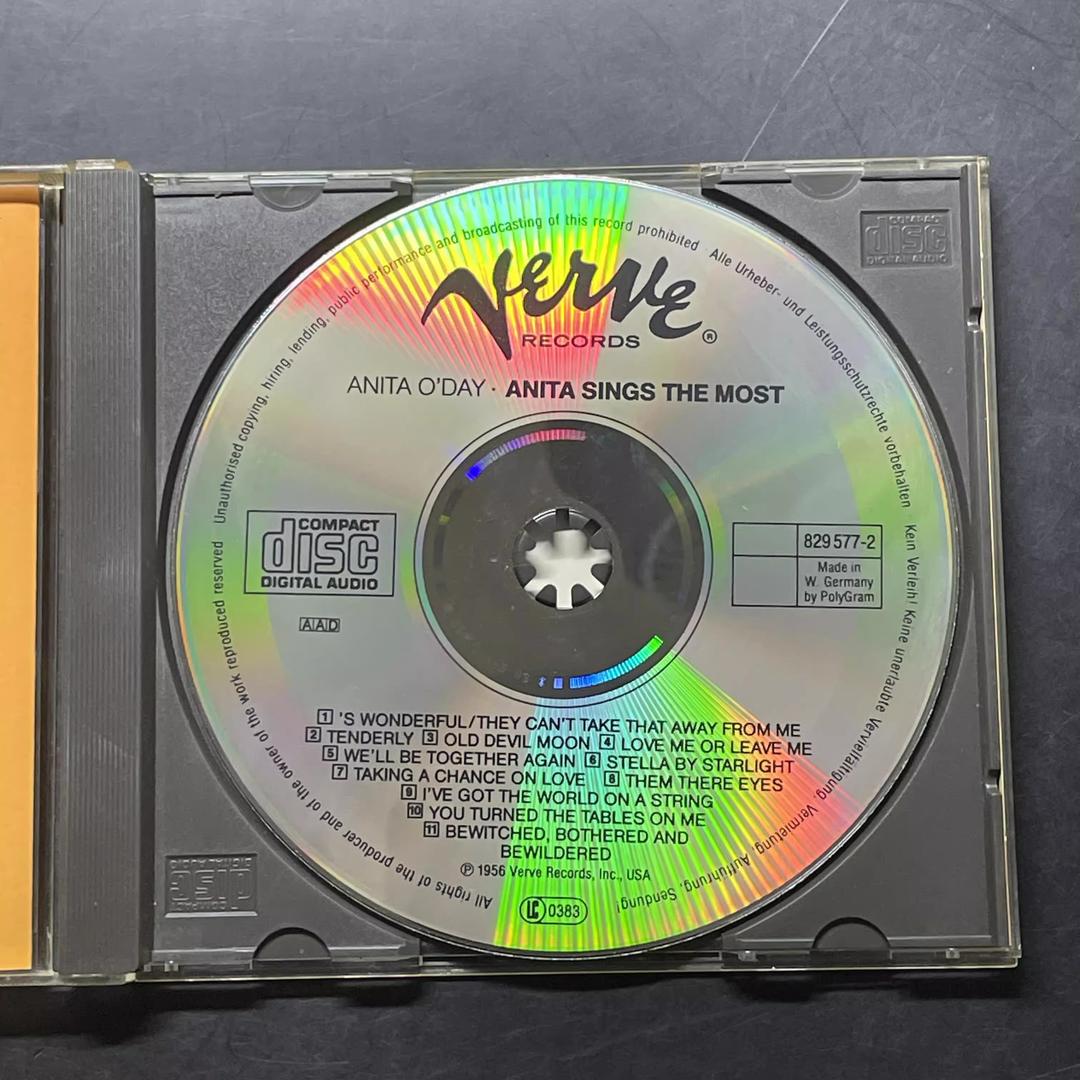 Verve
RECORDS ®
ANITA O'DAY · ANITA SINGS THE MOST
COMPACT
disc
DIGITAL AUDIO
AAD
829 577-2
Made in
W. Germany
by PolyGram
1 'S WONDERFUL/THEY CAN'T TAKE THAT AWAY FROM ME
2 TENDERLY 3 OLD DEVIL MOON 4 LOVE ME OR LEAVE ME
5 WE'LL BE TOGETHER AGAIN 6 STELLA BY STARLIGHT
7 TAKING A CHANCE ON LOVE 8 THEM THERE EYES
9 I'VE GOT THE WORLD ON A STRING
10 YOU TURNED THE TABLES ON ME
11 BEWITCHED, BOTHERED AND
BEWILDERED
℗ 1956 Verve Records, Inc., USA
LC 0383
All rights of the producer and of the owner of the work reproduced reserved Unauthorised copying, hiring, lending, public performance and broadcasting of this record prohibited · Alle Urheber- und Leistungsschutzrechte vorbehalten Kein Verleih! Keine unerlaubte Vervielfältigung, Vermietung, Aufführung, Sendung!
COMPACT
disc
DIGITAL AUDIO
COMPACT
disc
DIGITAL AUDIO